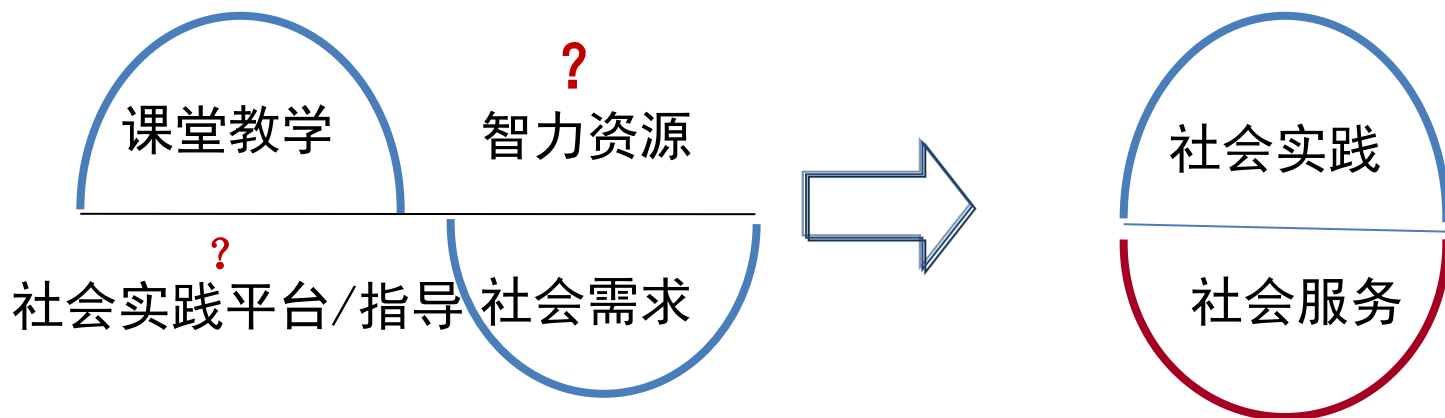 ?
课堂教学
智力资源
?
社会实践平台/指导
社会需求
社会实践
社会服务